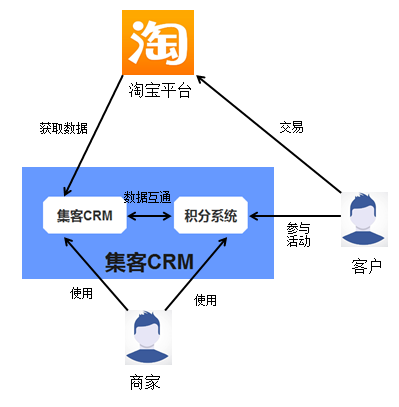 淘
淘宝平台
获取数据
交易
数据互通
集客CRM
积分系统
参与
活动
集客CRM
客户
使用
使用
商家